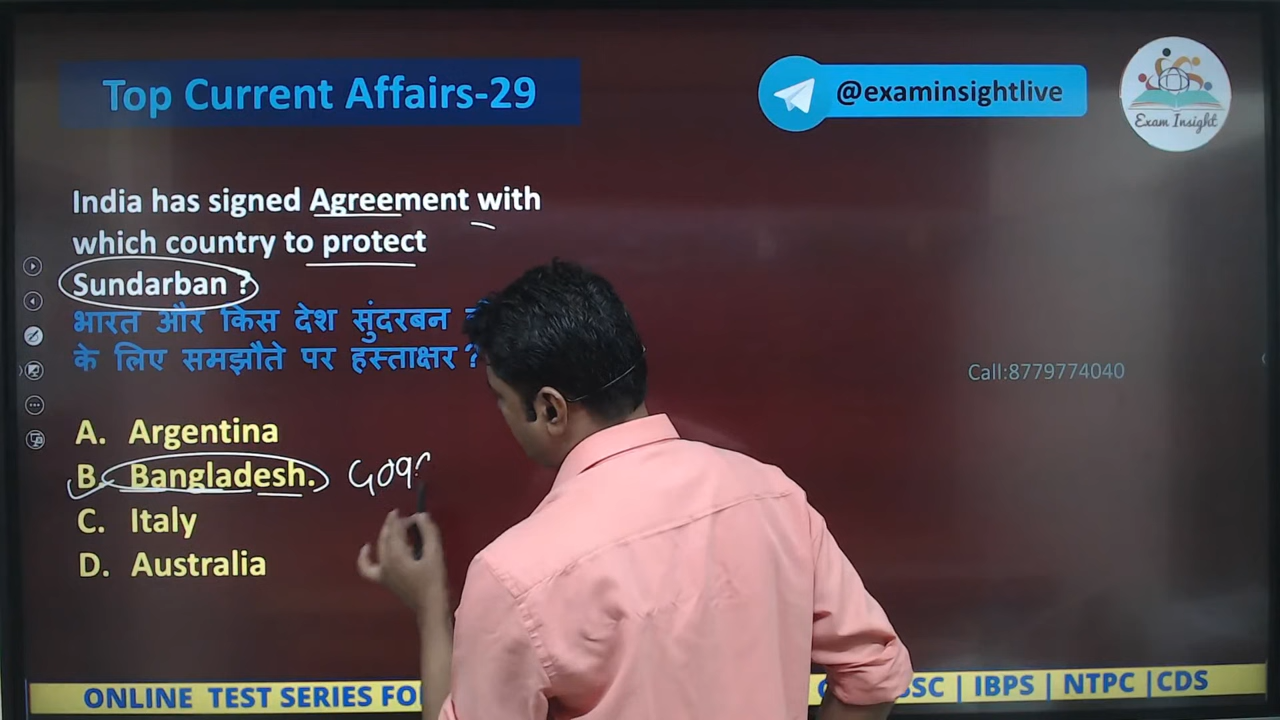 Top Current Affairs-29
@examinsightlive
Exam Insight
India has signed Agreement with
which country to protect
Sundarban ?
भारत और किस देश सुंदरबन
के लिए समझौते पर हस्ताक्षर ?
Call:8779774040
A. Argentina
B. Bangladesh.
C. Italy
D. Australia
ONLINE TEST SERIES
SSC | IBPS | NTPC |CDS